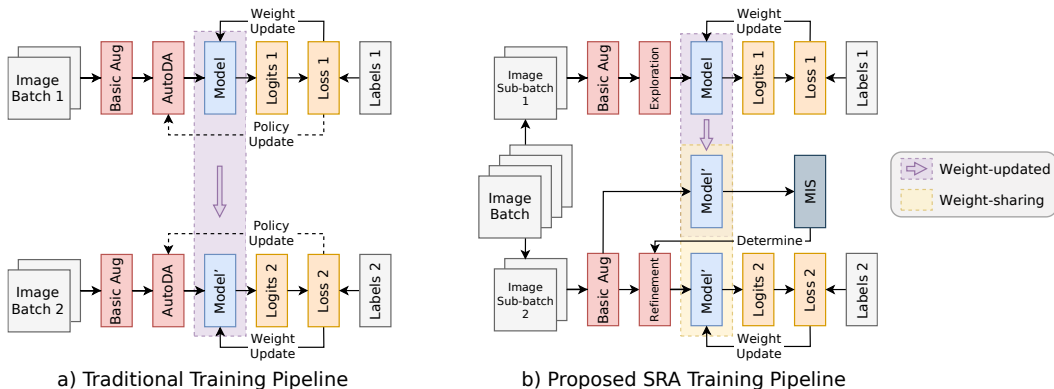 Weight
Update
Image
Batch 1
Basic Aug
AutoDA
Model
Logits 1
Loss 1
Labels 1
Policy
Update
Policy
Update
Image
Batch 2
Basic Aug
AutoDA
Model'
Logits 2
Loss 2
Labels 2
Weight
Update
a) Traditional Training Pipeline
Weight
Update
Image
Sub-batch
1
Basic Aug
Exploration
Model
Logits 1
Loss 1
Labels 1
Image
Batch
Model'
MIS
Determine
Image
Sub-batch
2
Basic Aug
Refinement
Model'
Logits 2
Loss 2
Labels 2
Weight
Update
b) Proposed SRA Training Pipeline
Weight-updated
Weight-sharing